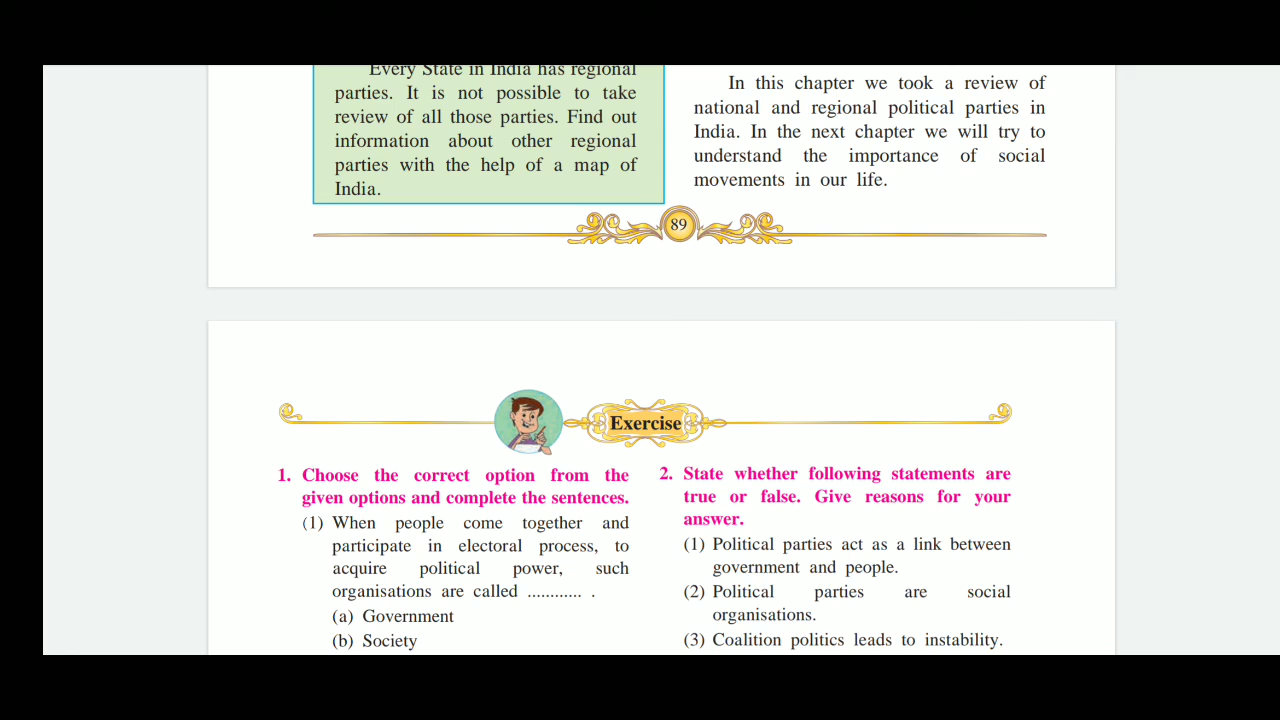 Every State in India has regional
parties. It is not possible to take
review of all those parties. Find out
information about other regional
parties with the help of a map of
India.
In this chapter we took a review of
national and regional political parties in
India. In the next chapter we will try to
understand the importance of social
movements in our life.
89
Exercise
1. Choose the correct option from the
given options and complete the sentences.
(1) When people come together and
participate in electoral process, to
acquire political power, such
organisations are called ............ .
(a) Government
(b) Society
2. State whether following statements are
true or false. Give reasons for your
answer.
(1) Political parties act as a link between
government and people.
(2) Political parties are social
organisations.
(3) Coalition politics leads to instability.